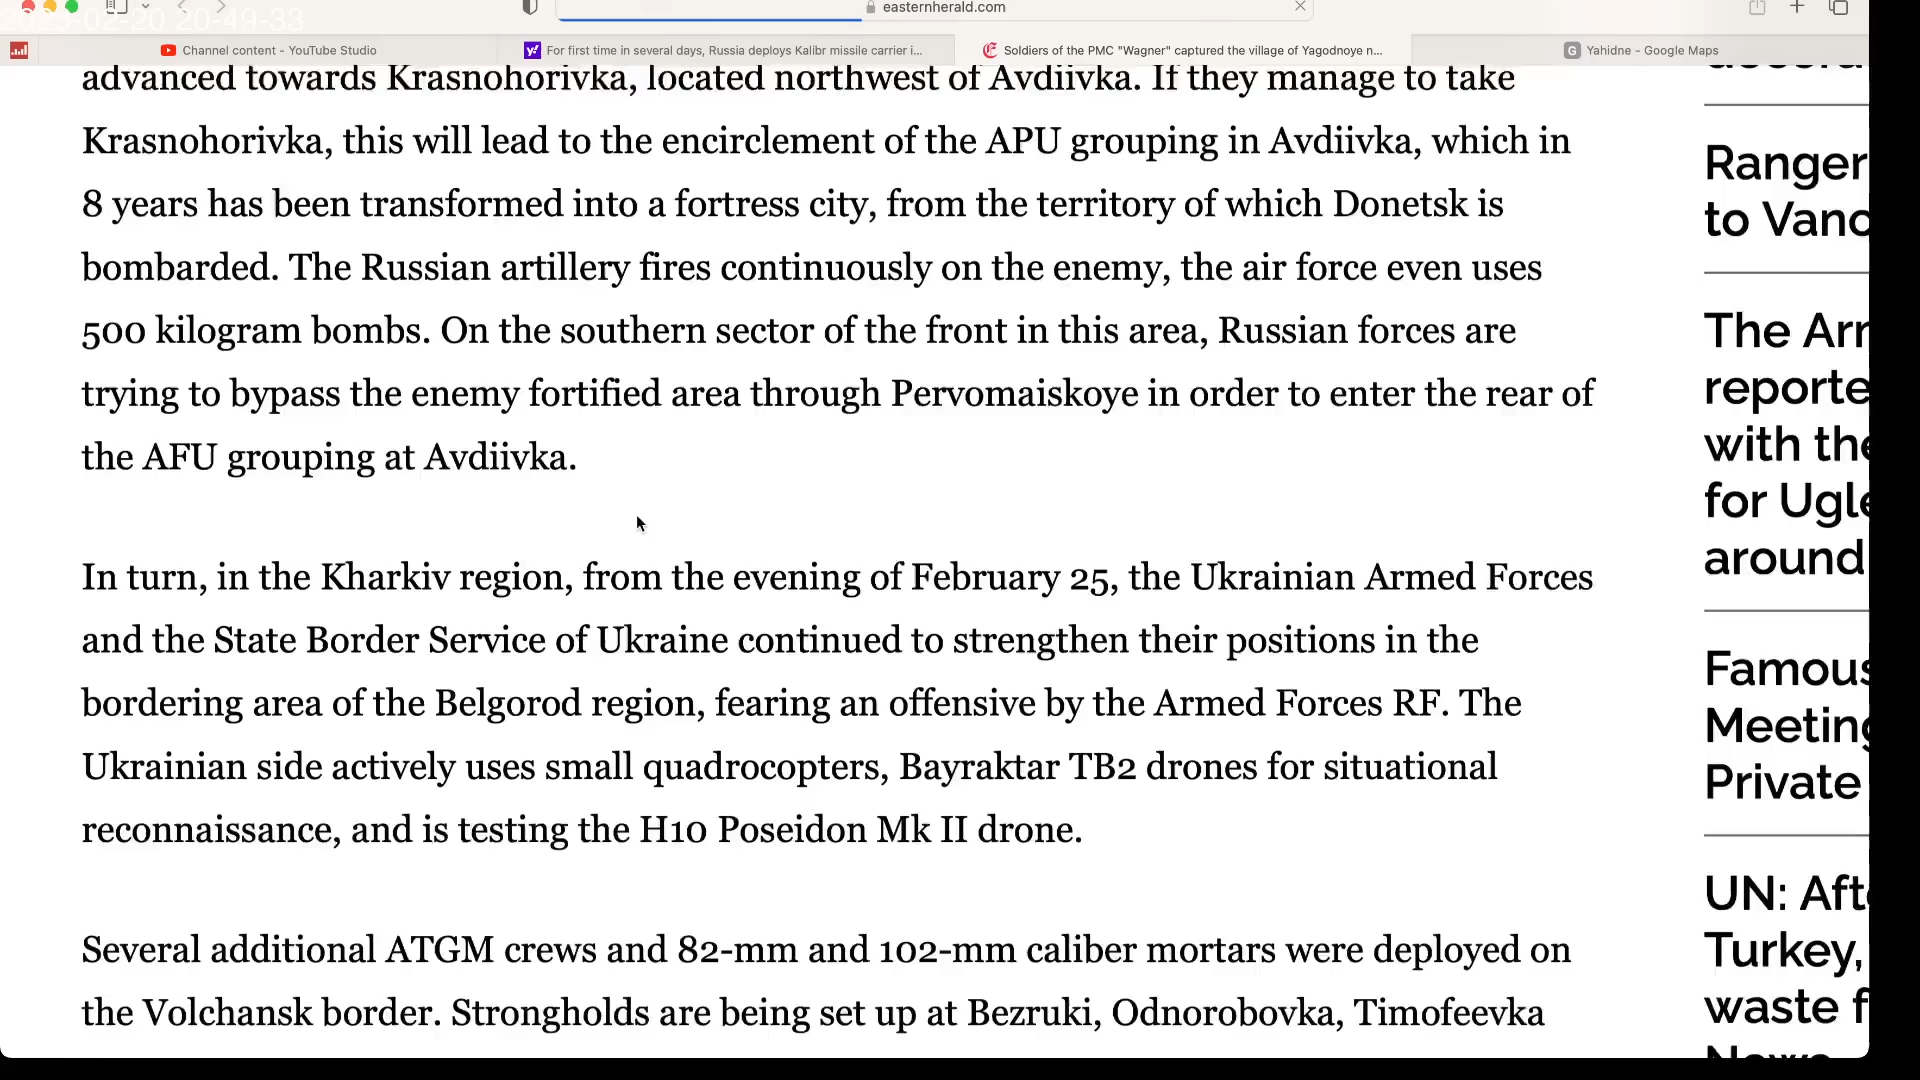 2023-02-20 20-49-33
easternherald.com
Channel content - YouTube Studio
For first time in several days, Russia deploys Kalibr missile carrier i...
Soldiers of the PMC "Wagner" captured the village of Yagodnoye n...
Yahidne - Google Maps
advanced towards Krasnohorivka, located northwest of Avdiivka. If they manage to take
Krasnohorivka, this will lead to the encirclement of the APU grouping in Avdiivka, which in
8 years has been transformed into a fortress city, from the territory of which Donetsk is
bombarded. The Russian artillery fires continuously on the enemy, the air force even uses
500 kilogram bombs. On the southern sector of the front in this area, Russian forces are
trying to bypass the enemy fortified area through Pervomaiskoye in order to enter the rear of
the AFU grouping at Avdiivka.
In turn, in the Kharkiv region, from the evening of February 25, the Ukrainian Armed Forces
and the State Border Service of Ukraine continued to strengthen their positions in the
bordering area of the Belgorod region, fearing an offensive by the Armed Forces RF. The
Ukrainian side actively uses small quadrocopters, Bayraktar TB2 drones for situational
reconnaissance, and is testing the H10 Poseidon Mk II drone.
Several additional ATGM crews and 82-mm and 102-mm caliber mortars were deployed on
the Volchansk border. Strongholds are being set up at Bezruki, Odnorobovka, Timofeevka
Ranger
to Vanc
The Arr
reporte
with the
for Ugle
around
Famous
Meeting
Private
UN: Afte
Turkey,
waste f